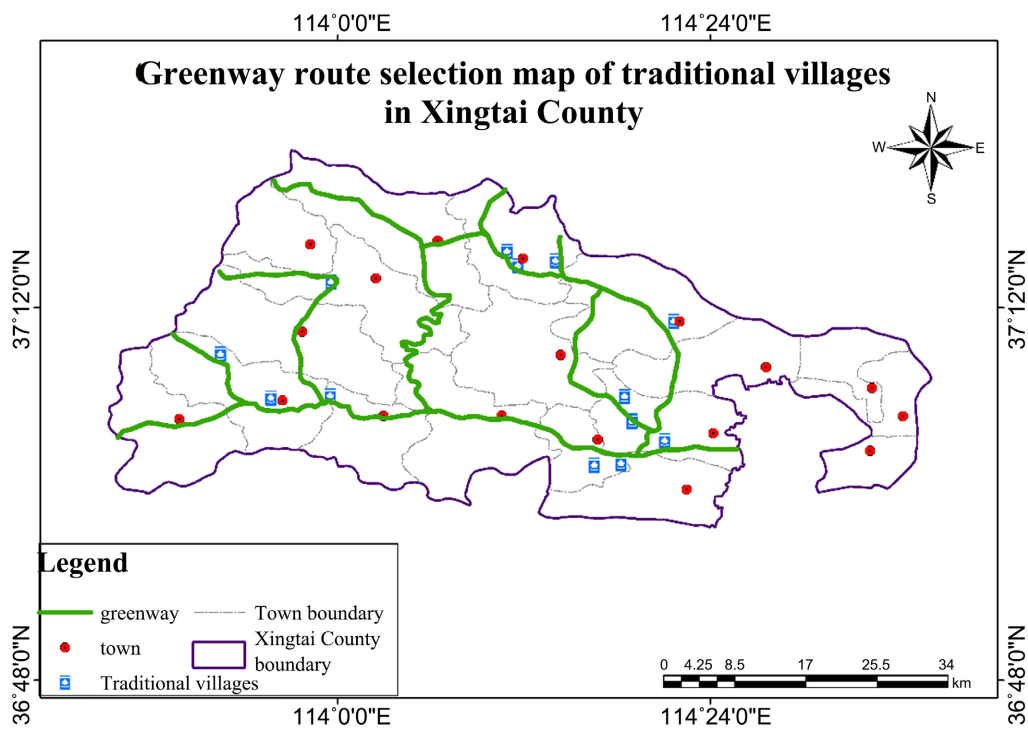 114°0'0"E 114°24'0"E
Greenway route selection map of traditional villages
in Xingtai County
N
W E
S
37°12'0"N 37°12'0"N
Legend
greenway Town boundary
town Xingtai County
boundary
Traditional villages
0 4.25 8.5 17 25.5 34
km
36°48'0"N 36°48'0"N
114°0'0"E 114°24'0"E